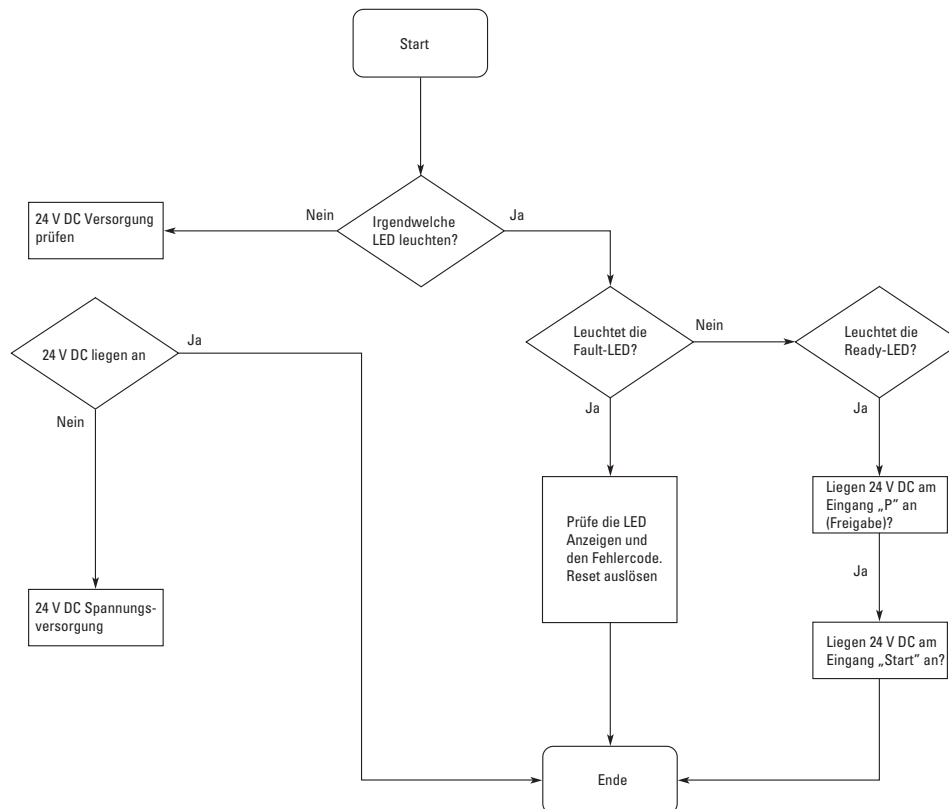 Start
Irgendwelche
LED leuchten?
Nein
Ja
24 V DC Versorgung
prüfen
24 V DC liegen an
Ja
Nein
24 V DC Spannungs-
versorgung
Leuchtet die
Fault-LED?
Nein
Ja
Leuchtet die
Ready-LED?
Ja
Prüfe die LED
Anzeigen und
den Fehlercode.
Reset auslösen
Liegen 24 V DC am
Eingang „P” an
(Freigabe)?
Ja
Liegen 24 V DC am
Eingang „Start” an?
Ende